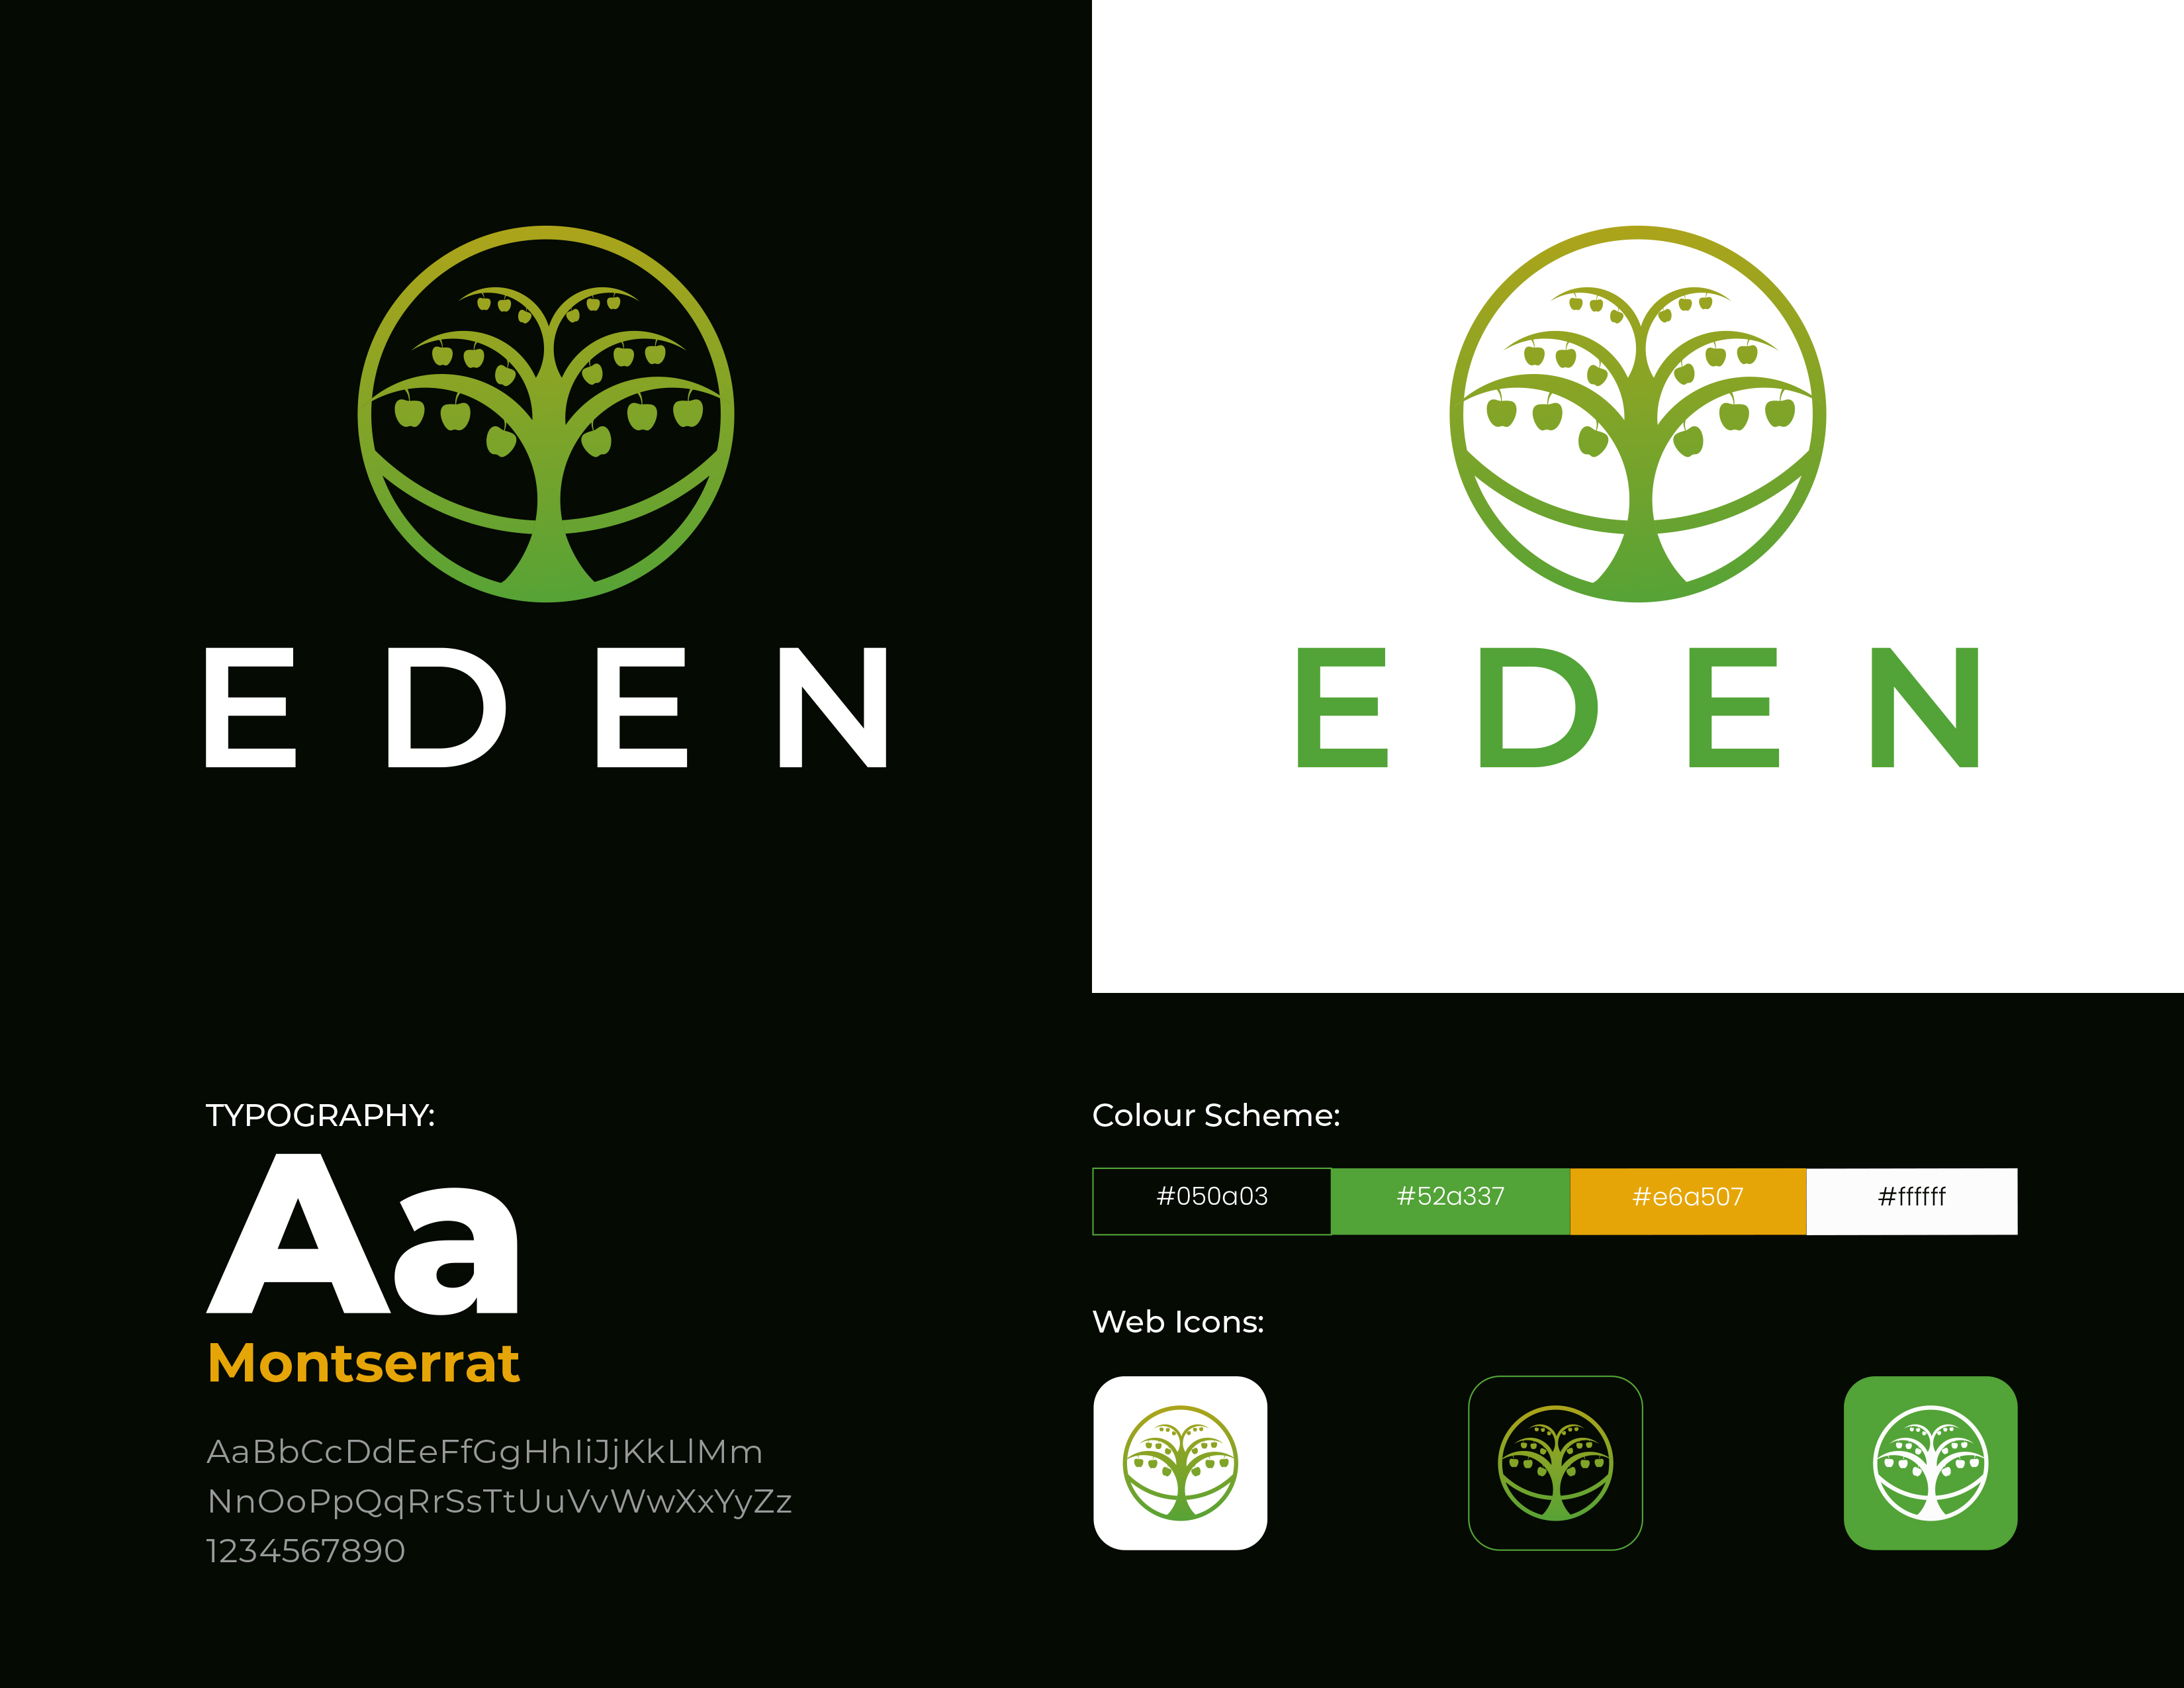 EDEN
EDEN
TYPOGRAPHY:
Aa
Montserrat
AaBbCcDdEeFfGgHhIiJjKkLlMm
NnOoPpQqRrSsTtUuVvWwXxYyZz
1234567890
Colour Scheme:
#050a03 #52a337 #e6a507 #ffffff
Web Icons: